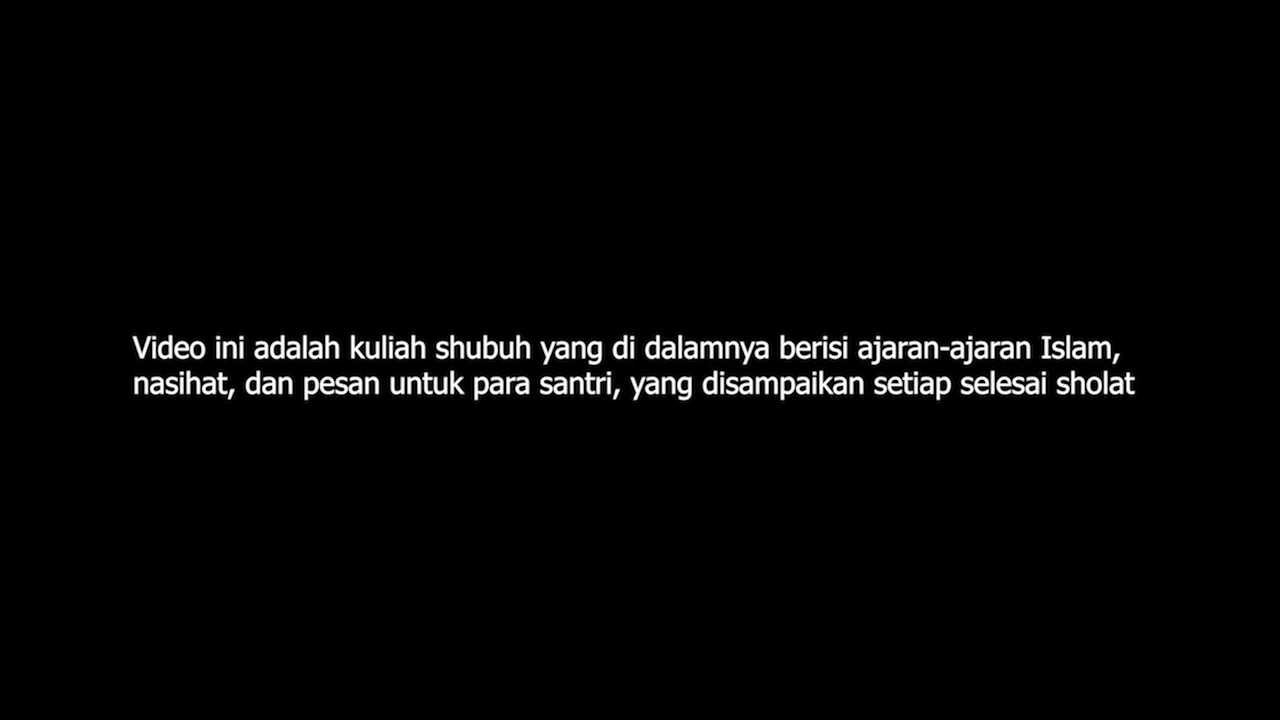 Video ini adalah kuliah shubuh yang di dalamnya berisi ajaran-ajaran Islam,
nasihat, dan pesan untuk para santri, yang disampaikan setiap selesai sholat